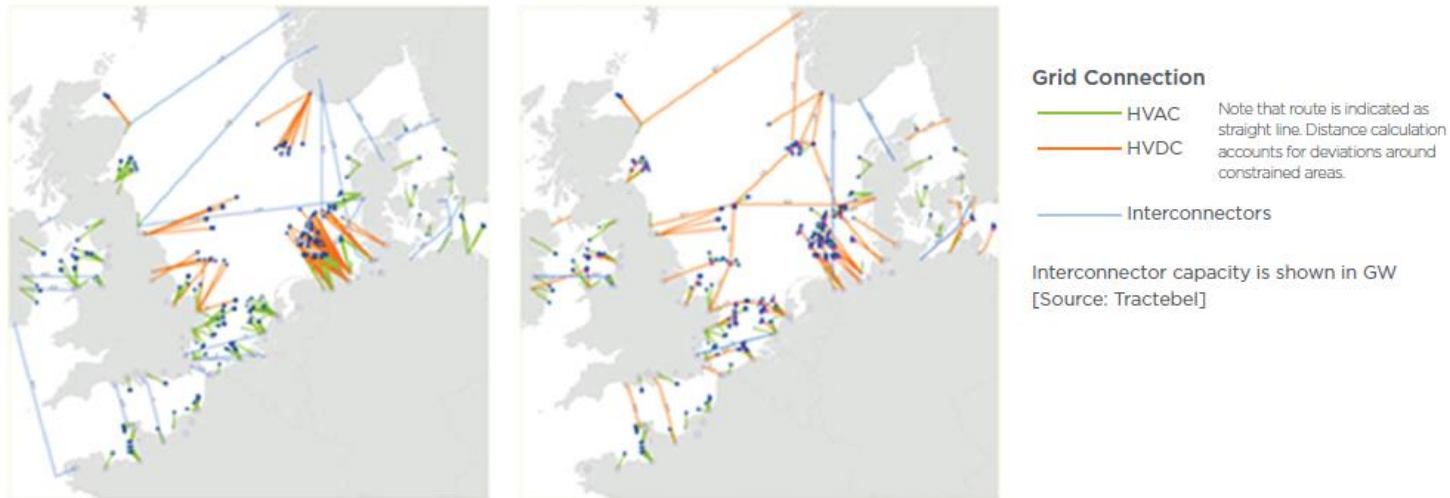 Grid Connection
HVAC
HVDC
Note that route is indicated as
straight line. Distance calculation
accounts for deviations around
constrained areas.
Interconnectors
Interconnector capacity is shown in GW
[Source: Tractebel]